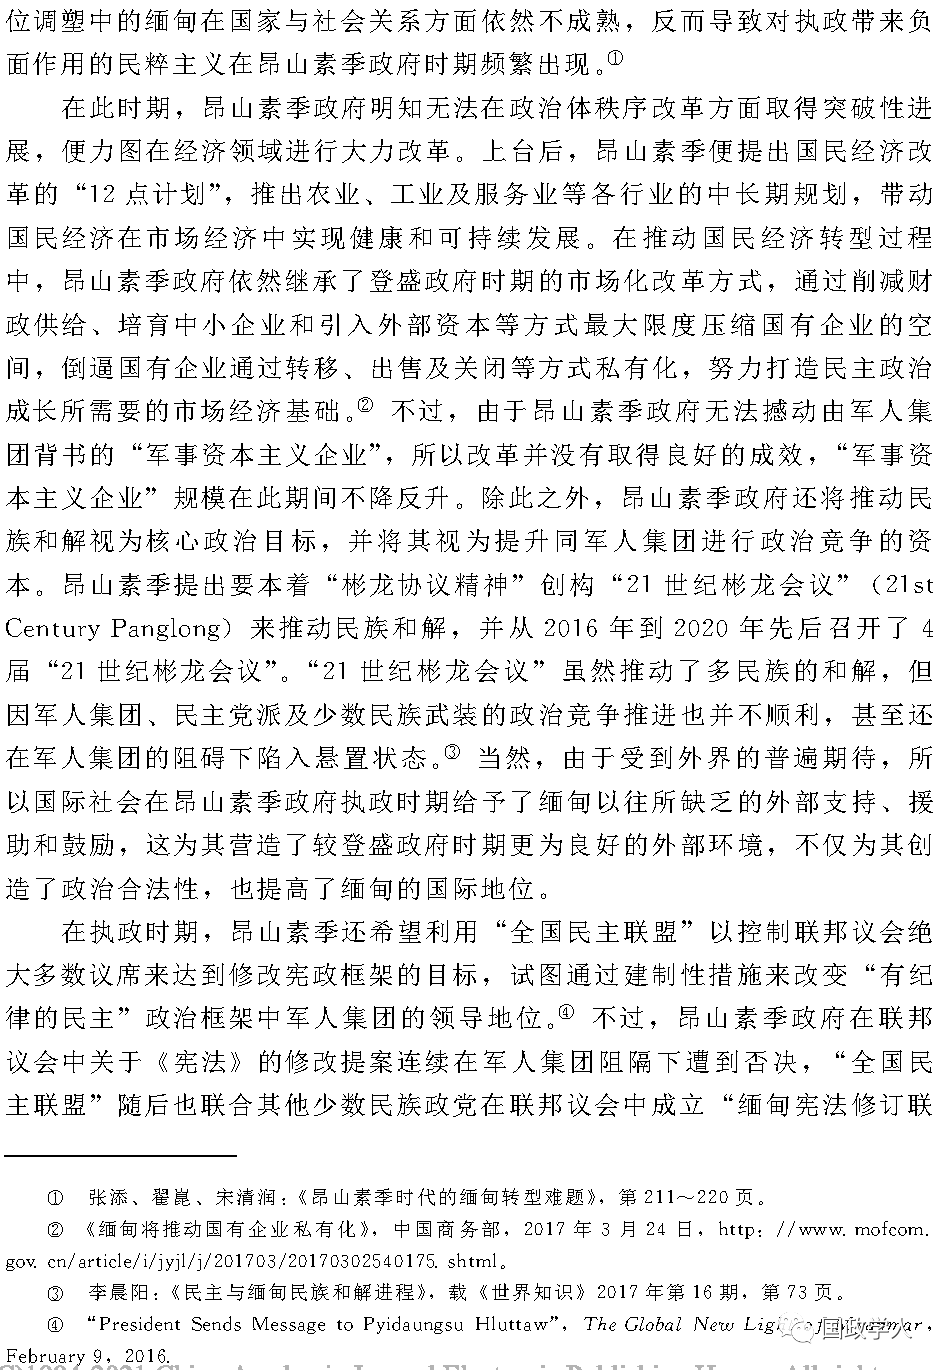 位调塑中的缅甸在国家与社会关系方面依然不成熟，反而导致对执政带来负
面作用的民粹主义在昂山素季政府时期频繁出现。①
在此时期，昂山素季政府明知无法在政治体秩序改革方面取得突破性进
展，便力图在经济领域进行大力改革。上台后，昂山素季便提出国民经济改
革的“12 点计划”，推出农业、工业及服务业等各行业的中长期规划，带动
国民经济在市场经济中实现健康和可持续发展。在推动国民经济转型过程
中，昂山素季政府依然继承了登盛政府时期的市场化改革方式，通过削减财
政供给、培育中小企业和引入外部资本等方式最大限度压缩国有企业的空
间，倒逼国有企业通过转移、出售及关闭等方式私有化，努力打造民主政治
成长所需要的市场经济基础。② 不过，由于昂山素季政府无法撼动由军人集
团背书的“军事资本主义企业”，所以改革并没有取得良好的成效，“军事资
本主义企业”规模在此期间不降反升。除此之外，昂山素季政府还将推动民
族和解视为核心政治目标，并将其视为提升同军人集团进行政治竞争的资
本。昂山素季提出要本着“彬龙协议精神”创构“21 世纪彬龙会议”（21st
Century Panglong）来推动民族和解，并从 2016 年到 2020 年先后召开了 4
届“21 世纪彬龙会议”。“21 世纪彬龙会议”虽然推动了多民族的和解，但
因军人集团、民主党派及少数民族武装的政治竞争推进也并不顺利，甚至还
在军人集团的阻碍下陷入悬置状态。③ 当然，由于受到外界的普遍期待，所
以国际社会在昂山素季政府执政时期给予了缅甸以往所缺乏的外部支持、援
助和鼓励，这为其营造了较登盛政府时期更为良好的外部环境，不仅为其创
造了政治合法性，也提高了缅甸的国际地位。
在执政时期，昂山素季还希望利用“全国民主联盟”以控制联邦议会绝
大多数议席来达到修改宪政框架的目标，试图通过建制性措施来改变“有纪
律的民主”政治框架中军人集团的领导地位。④ 不过，昂山素季政府在联邦
议会中关于《宪法》的修改提案连续在军人集团阻隔下遭到否决，“全国民
主联盟”随后也联合其他少数民族政党在联邦议会中成立“缅甸宪法修订联
① 张添、翟崑、宋清润：《昂山素季时代的缅甸转型难题》，第 211～220 页。
② 《缅甸将推动国有企业私有化》，中国商务部，2017 年 3 月 24 日，http：//www. mofcom.
gov. cn/article/i/jyjl/j/201703/20170302540175. shtml。
③ 李晨阳：《民主与缅甸民族和解进程》，载《世界知识》2017 年第 16 期，第 73 页。
④ “President Sends Message to Pyidaungsu Hluttaw”，The Global New Light of Myanmar，
February 9，2016.
国政学人